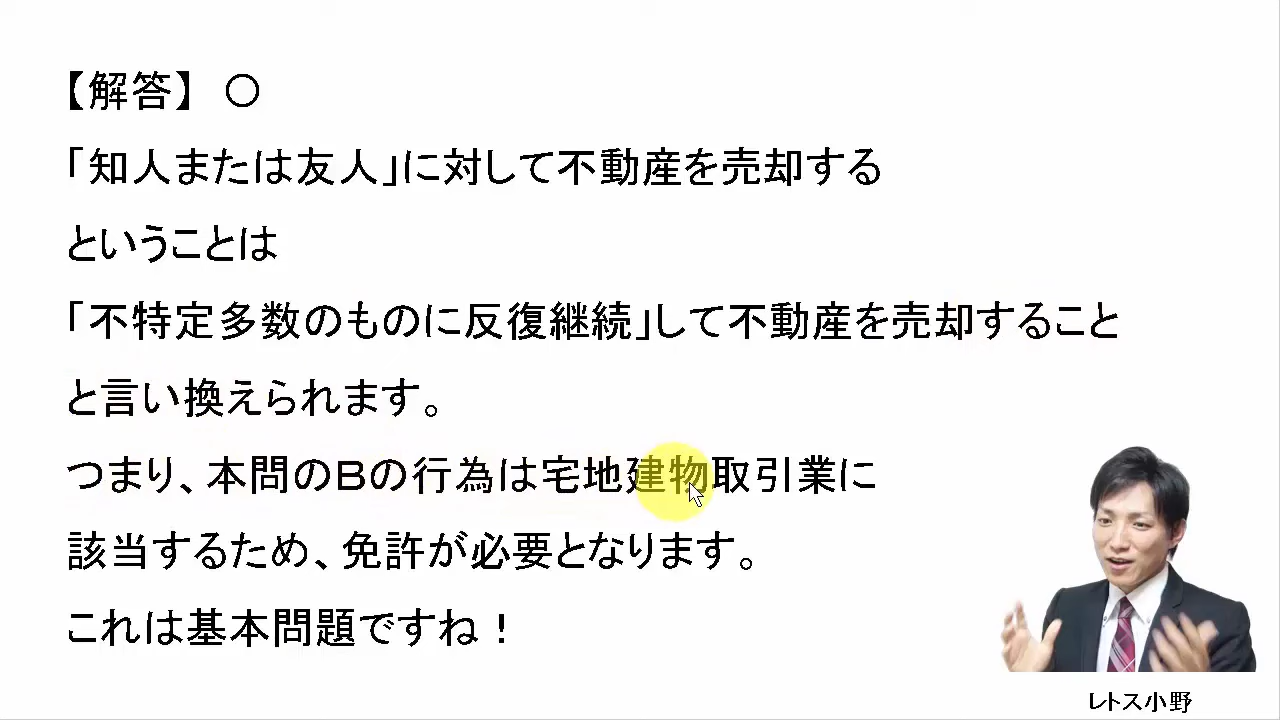 【解答】 ○
「知人または友人」に対して不動産を売却する
ということは
「不特定多数のものに反復継続」して不動産を売却すること
と言い換えられます。
つまり、本問のBの行為は宅地建物取引業に
該当するため、免許が必要となります。
これは基本問題ですね！
レトス小野